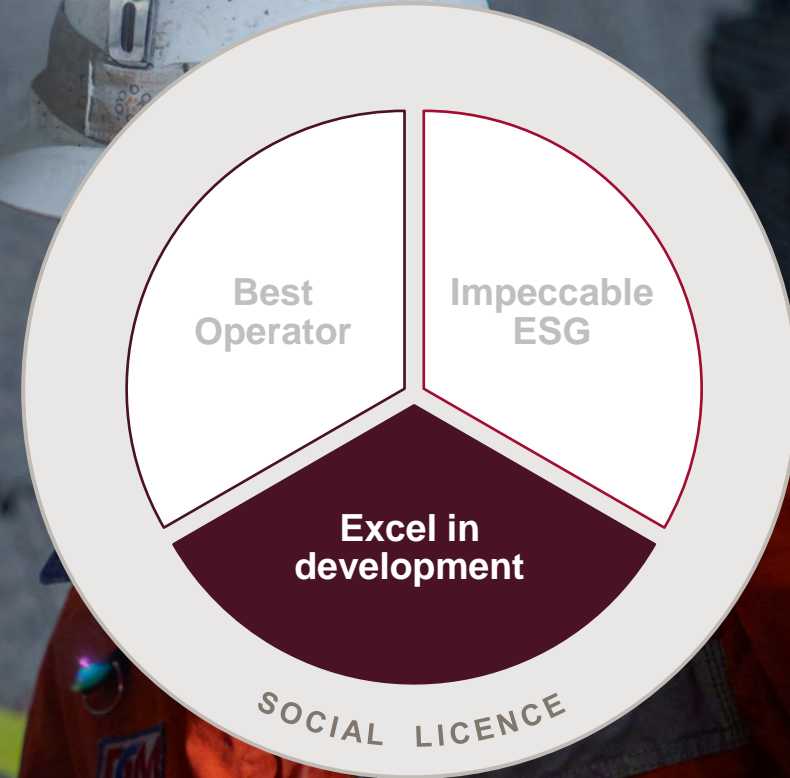 Best
Operator
Impeccable
ESG
Excel in
development
SOCIAL LICENCE